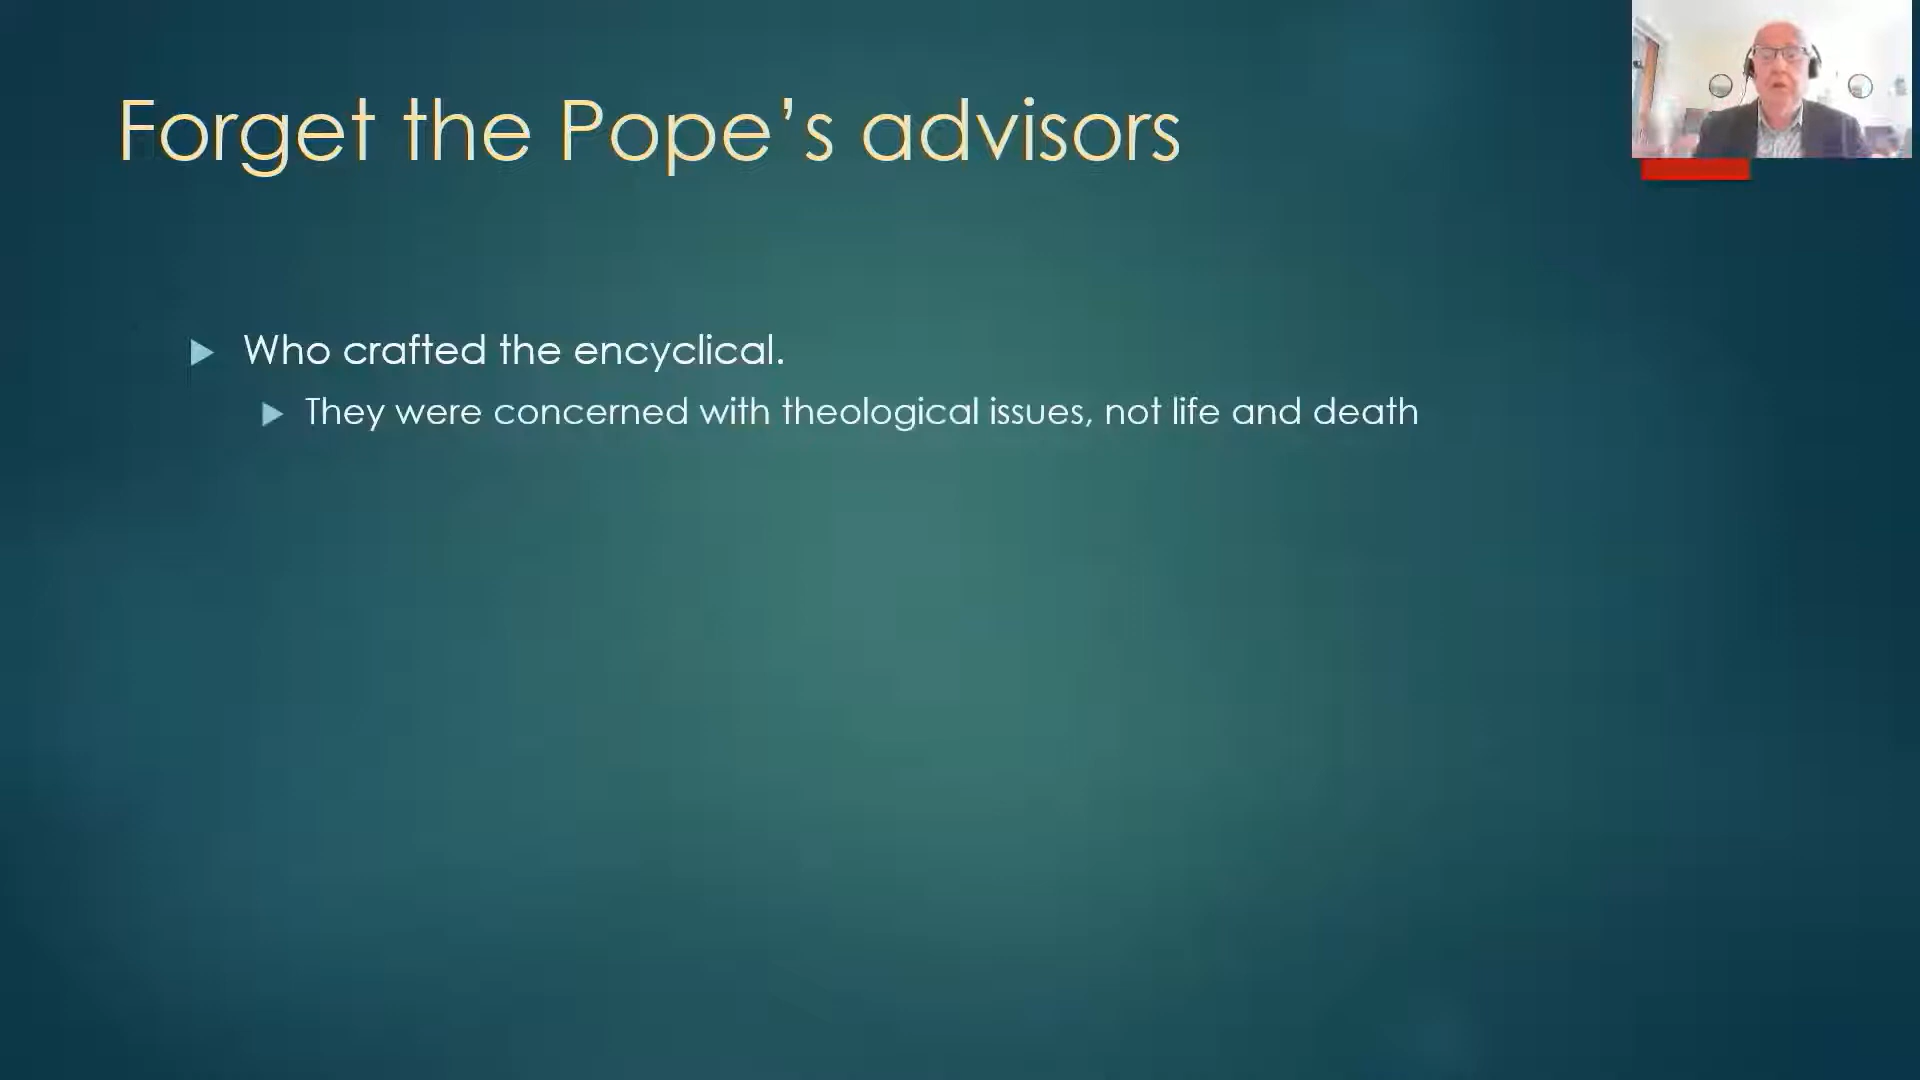 Forget the Pope’s advisors
Who crafted the encyclical.
They were concerned with theological issues, not life and death